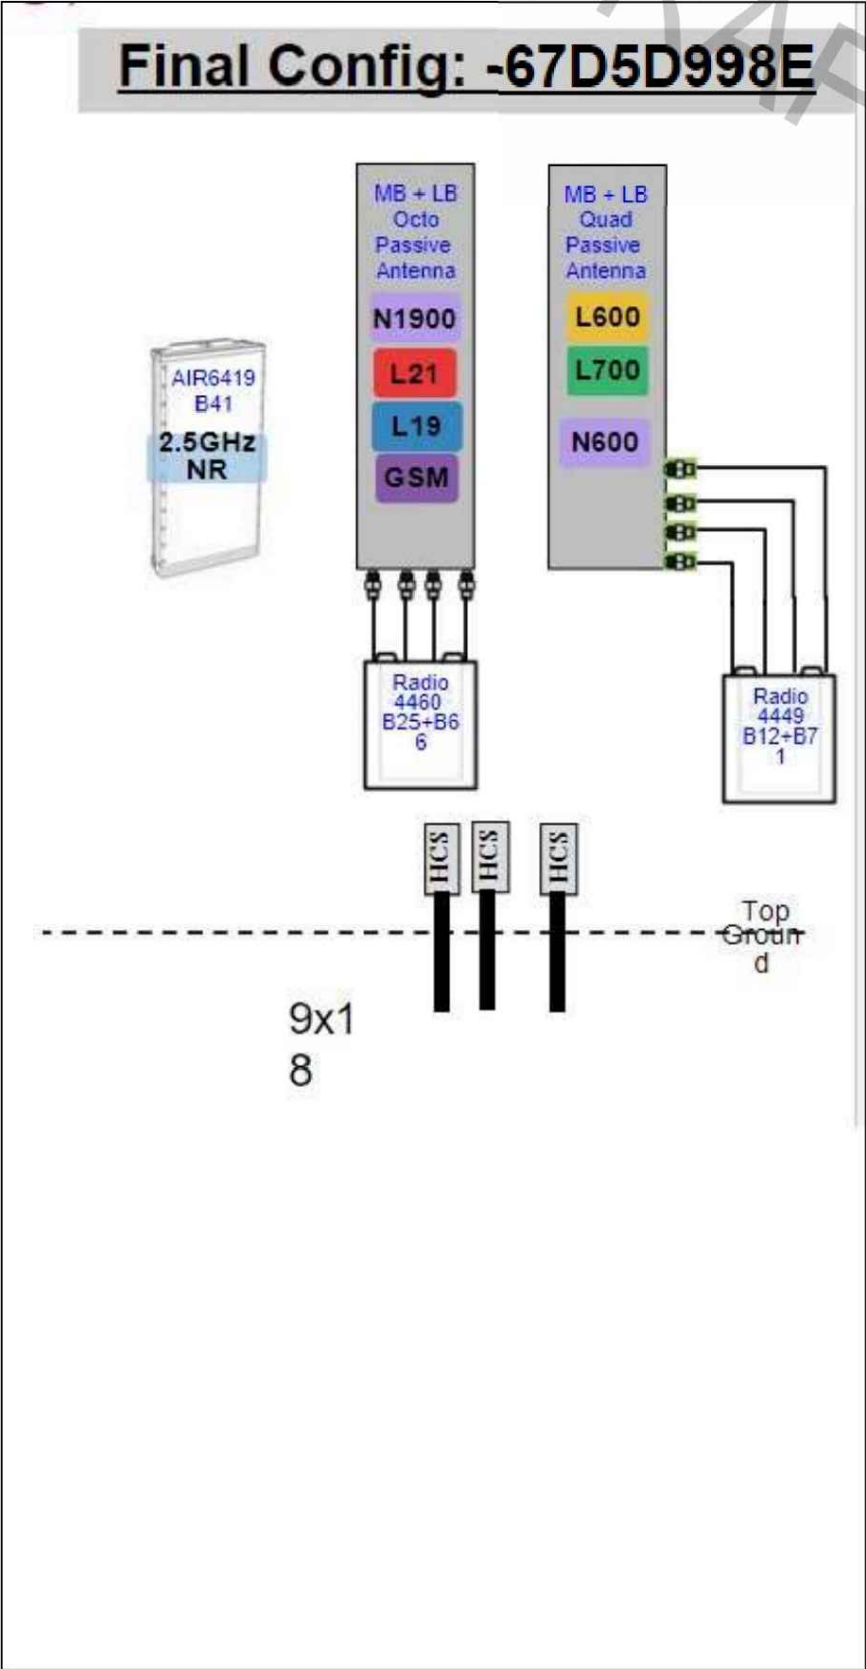 Final Config: -67D5D998E
MB + LB
Octo
Passive
Antenna
N1900
L21
L19
GSM
MB + LB
Quad
Passive
Antenna
L600
L700
N600
AIR6419
B41
2.5GHz
NR
Radio
4460
B25+B6
6
Radio
4449
B12+B7
1
HCS
HCS
HCS
Top
Groun
d
9x1
8